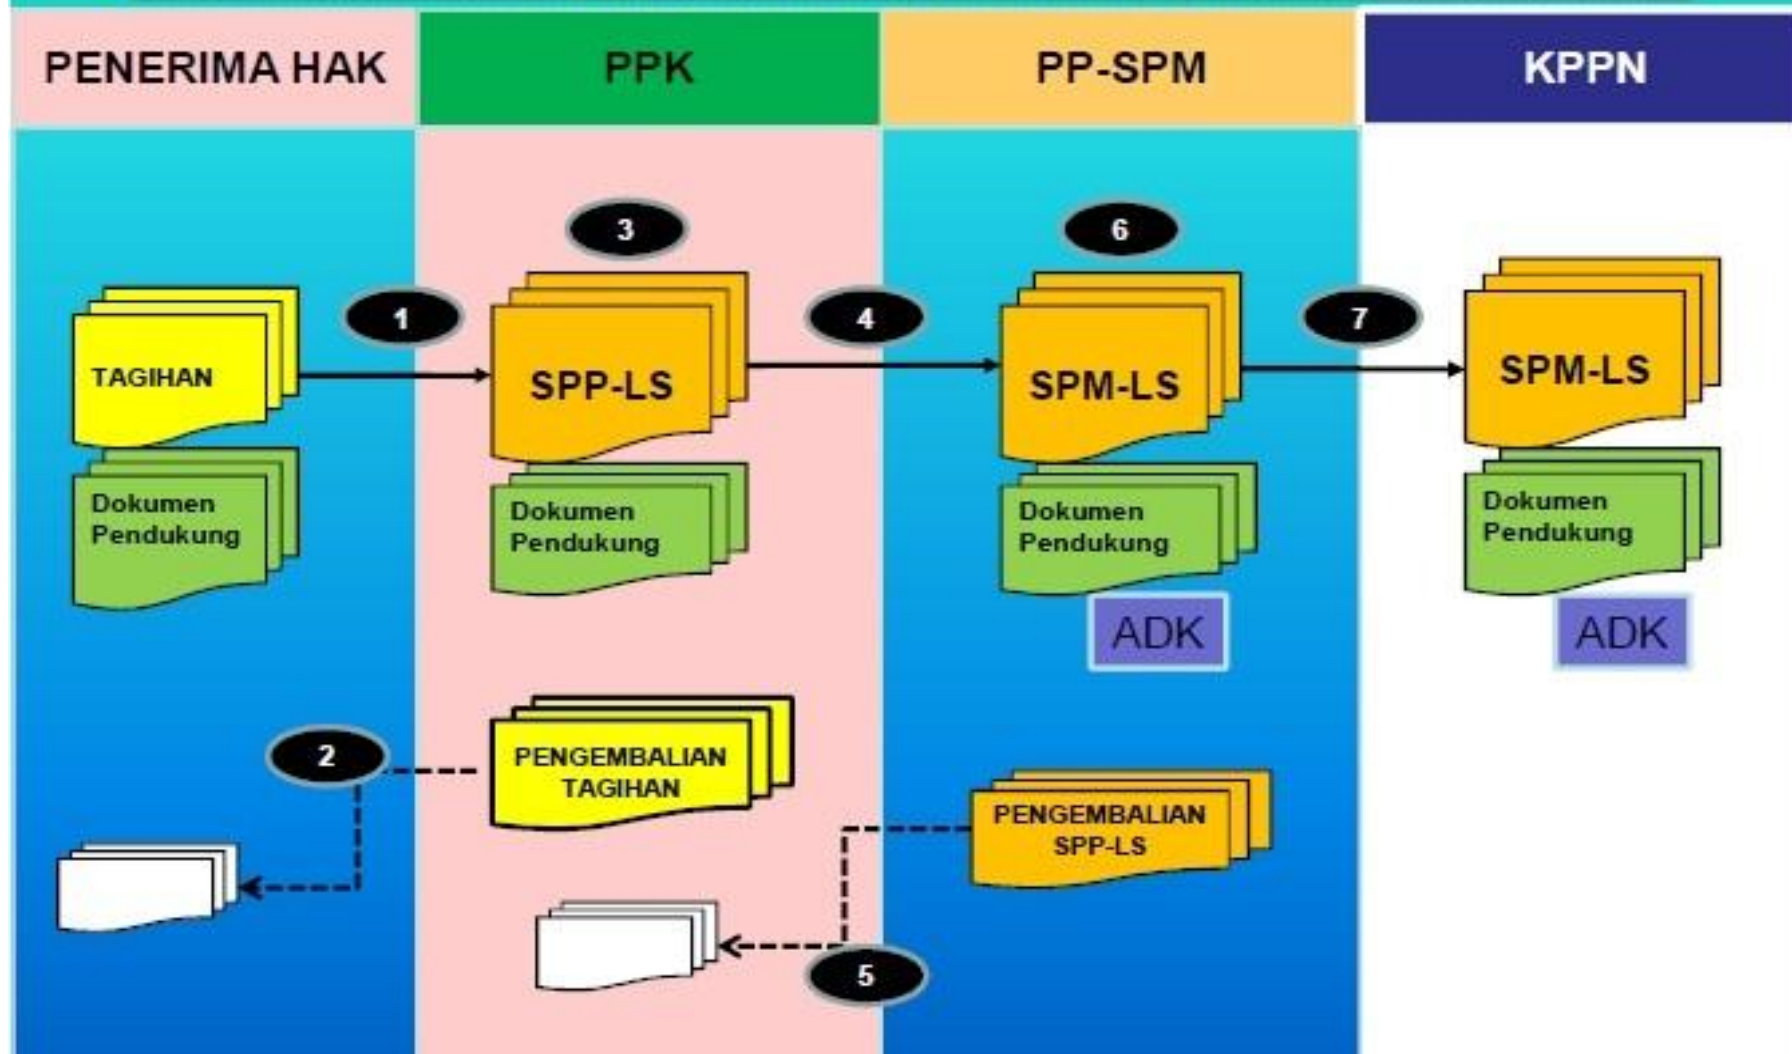 PENERIMA HAK
PPK
PP-SPM
KPPN
3
6
1
4
7
TAGIHAN
SPP-LS
SPM-LS
SPM-LS
Dokumen
Pendukung
Dokumen
Pendukung
Dokumen
Pendukung
Dokumen
Pendukung
ADK
ADK
2
PENGEMBALIAN
TAGIHAN
PENGEMBALIAN
SPP-LS
5